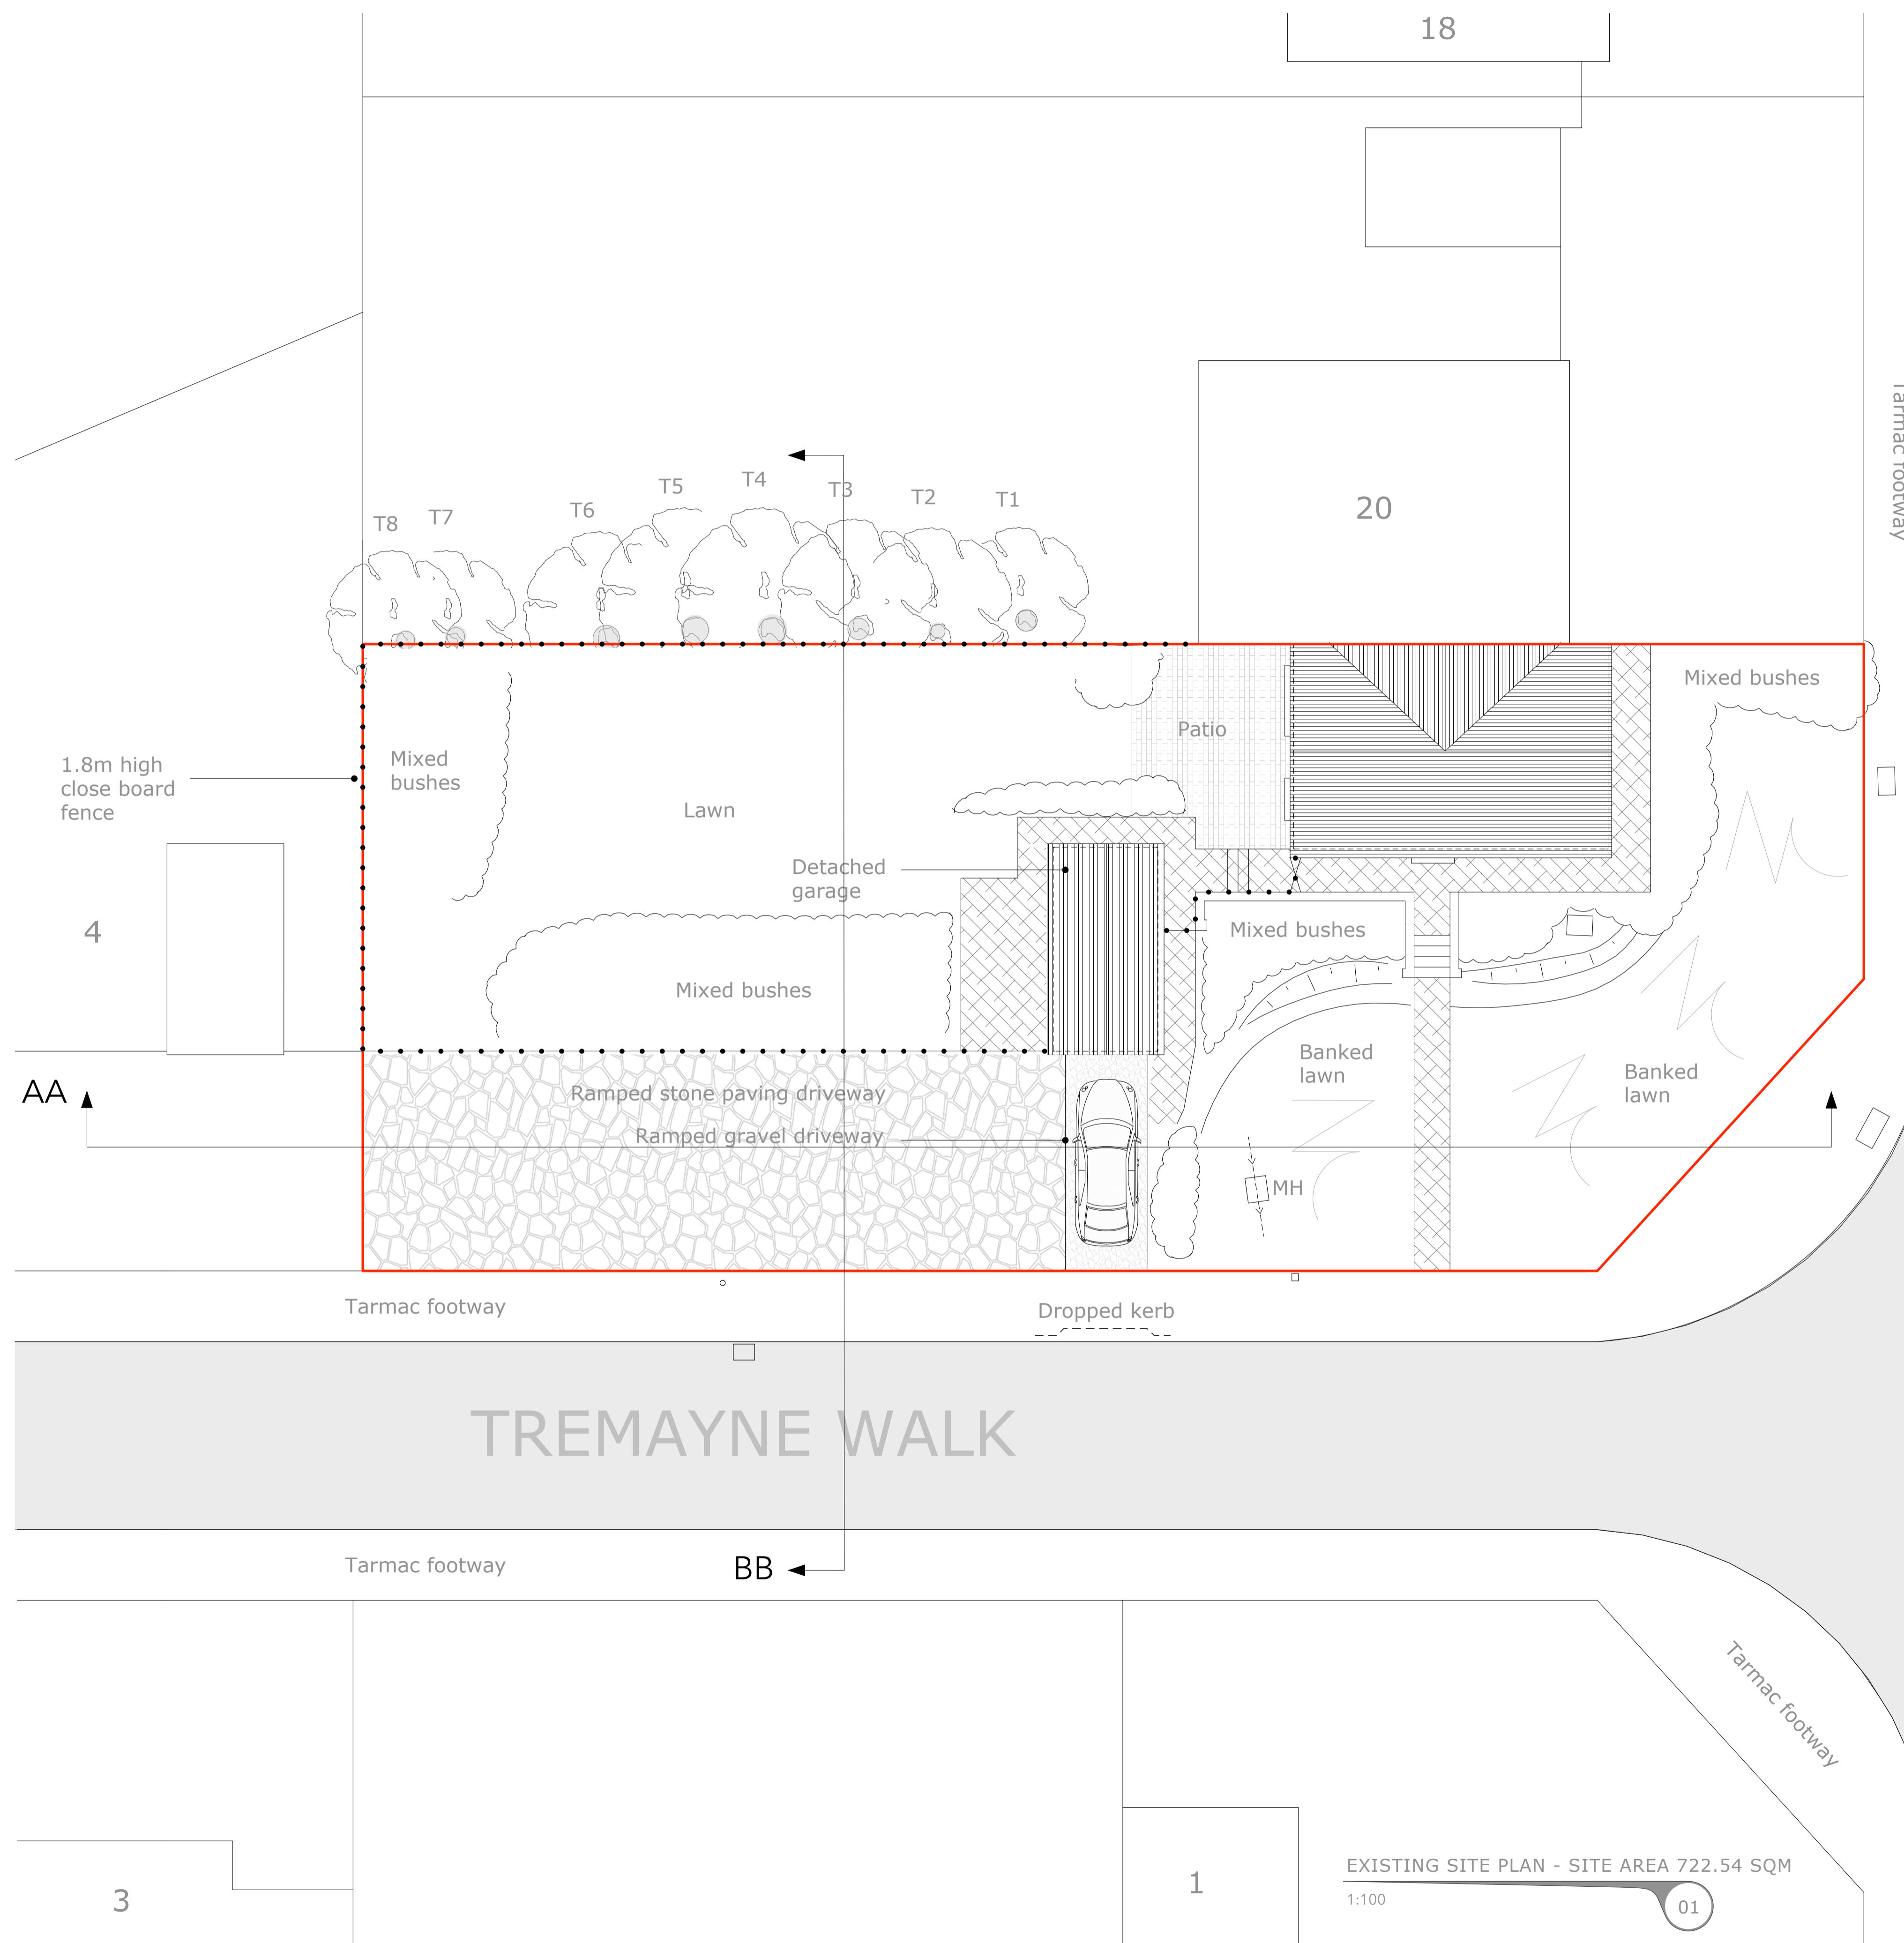 18
Tarmac footway
T8
T7
T6
T5
T4
T3
T2
T1
20
Mixed bushes
Patio
Mixed
bushes
1.8m high
close board
fence
Lawn
Detached
garage
4
Mixed bushes
Mixed bushes
Banked
lawn
Banked
lawn
AA
Ramped stone paving driveway
Ramped gravel driveway
MH
Tarmac footway
Dropped kerb
TREMAYNE WALK
Tarmac footway
BB
Tarmac footway
3
1
EXISTING SITE PLAN - SITE AREA 722.54 SQM
1:100
01